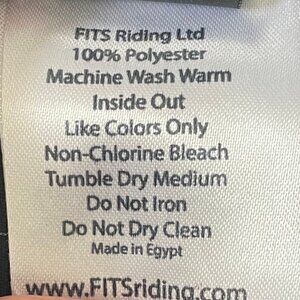 FITS Riding Ltd
100% Polyester
Machine Wash Warm
Inside Out
Like Colors Only
Non-Chlorine Bleach
Tumble Dry Medium
Do Not Iron
Do Not Dry Clean
Made in Egypt
www.FITSriding.com